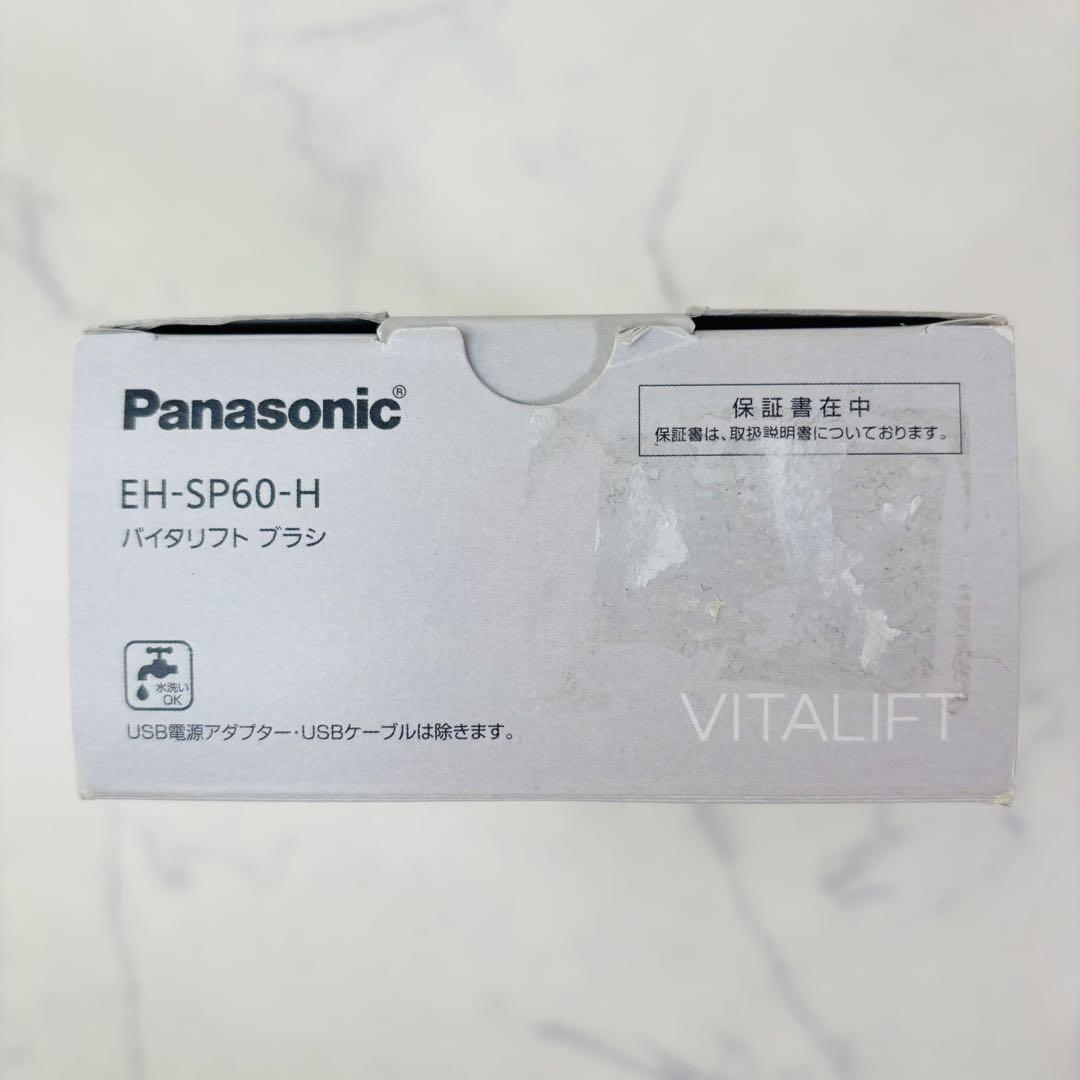 Panasonic®
EH-SP60-H
バイタリフト ブラシ
保証書在中
保証書は、取扱説明書についております。
水洗い
OK
USB電源アダプター・USBケーブルは除きます。
VITALIFT